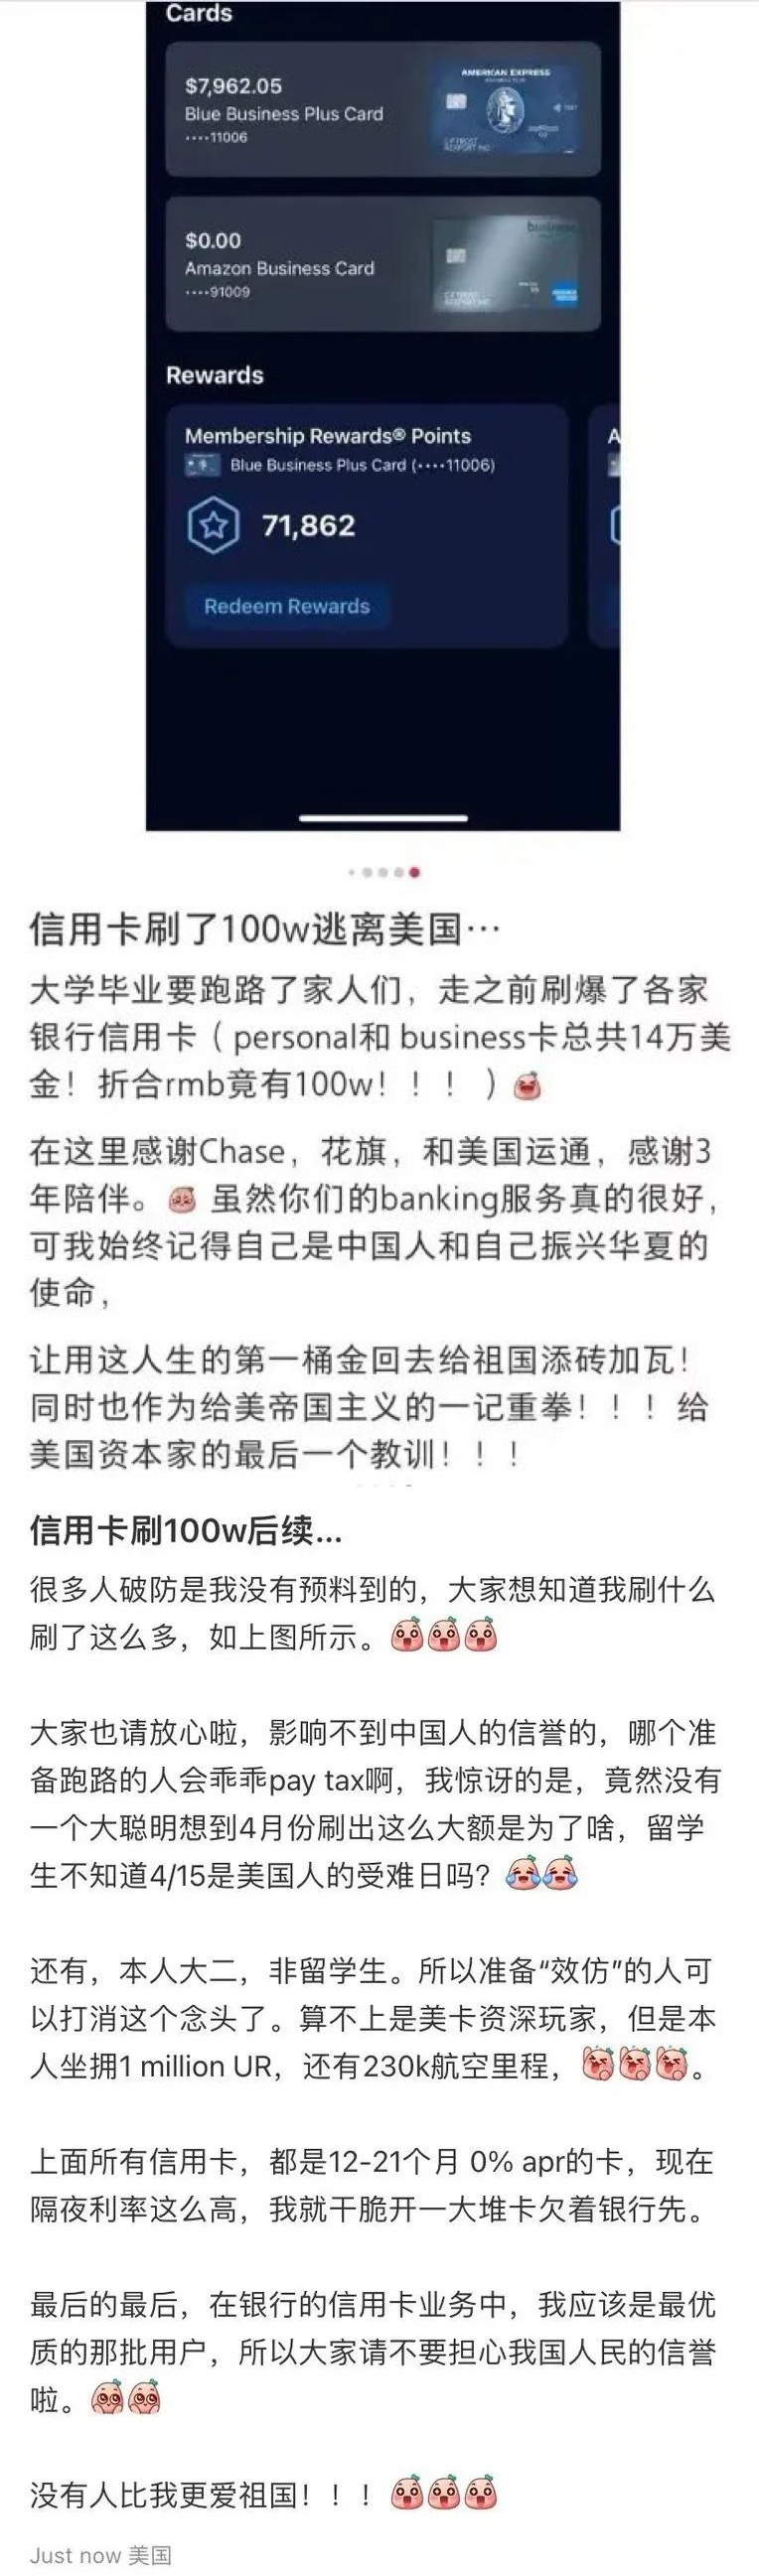 Cards
$7,962.05
Blue Business Plus Card
····11006
AMERICAN EXPRESS
$0.00
Amazon Business Card
····91009
business
Rewards
Membership Rewards® Points
Blue Business Plus Card (····11006)
71,862
Redeem Rewards
A
信用卡刷了100w逃离美国···
大学毕业要跑路了家人们，走之前刷爆了各家
银行信用卡（personal和 business卡总共14万美
金！折合rmb竟有100w！！！）
在这里感谢Chase，花旗，和美国运通，感谢3
年陪伴。虽然你们的banking服务真的很好，
可我始终记得自己是中国人和自己振兴华夏的
使命，
让用这人生的第一桶金回去给祖国添砖加瓦！
同时也作为给美帝国主义的一记重拳！！！给
美国资本家的最后一个教训！！！
信用卡刷100w后续...
很多人破防是我没有预料到的，大家想知道我刷什么
刷了这么多，如上图所示。
大家也请放心啦，影响不到中国人的信誉的，哪个准
备跑路的人会乖乖pay tax啊，我惊讶的是，竟然没有
一个大聪明想到4月份刷出这么大额是为了啥，留学
生不知道4/15是美国人的受难日吗？
还有，本人大二，非留学生。所以准备“效仿”的人可
以打消这个念头了。算不上是美卡资深玩家，但是本
人坐拥1 million UR，还有230k航空里程，。
上面所有信用卡，都是12-21个月 0% apr的卡，现在
隔夜利率这么高，我就干脆开一大堆卡欠着银行先。
最后的最后，在银行的信用卡业务中，我应该是最优
质的那批用户，所以大家请不要担心我国人民的信誉
啦。
没有人比我更爱祖国！！！
Just now 美国